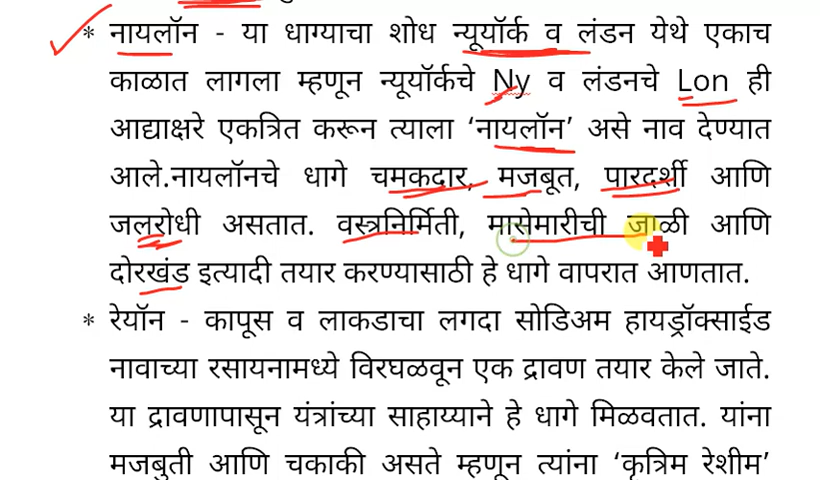 * नायलॉन - या धाग्याचा शोध न्यूयॉर्क व लंडन येथे एकाच
काळात लागला म्हणून न्यूयॉर्कचे Ny व लंडनचे Lon ही
आद्याक्षरे एकत्रित करून त्याला ‘नायलॉन’ असे नाव देण्यात
आले.नायलॉनचे धागे चमकदार, मजबूत, पारदर्शी आणि
जलरोधी असतात. वस्त्रनिर्मिती, मासेमारीची जाळी आणि
दोरखंड इत्यादी तयार करण्यासाठी हे धागे वापरात आणतात.
* रेयॉन - कापूस व लाकडाचा लगदा सोडिअम हायड्रॉक्साईड
नावाच्या रसायनामध्ये विरघळवून एक द्रावण तयार केले जाते.
या द्रावणापासून यंत्रांच्या साहाय्याने हे धागे मिळवतात. यांना
मजबुती आणि चकाकी असते म्हणून त्यांना ‘कृत्रिम रेशीम’